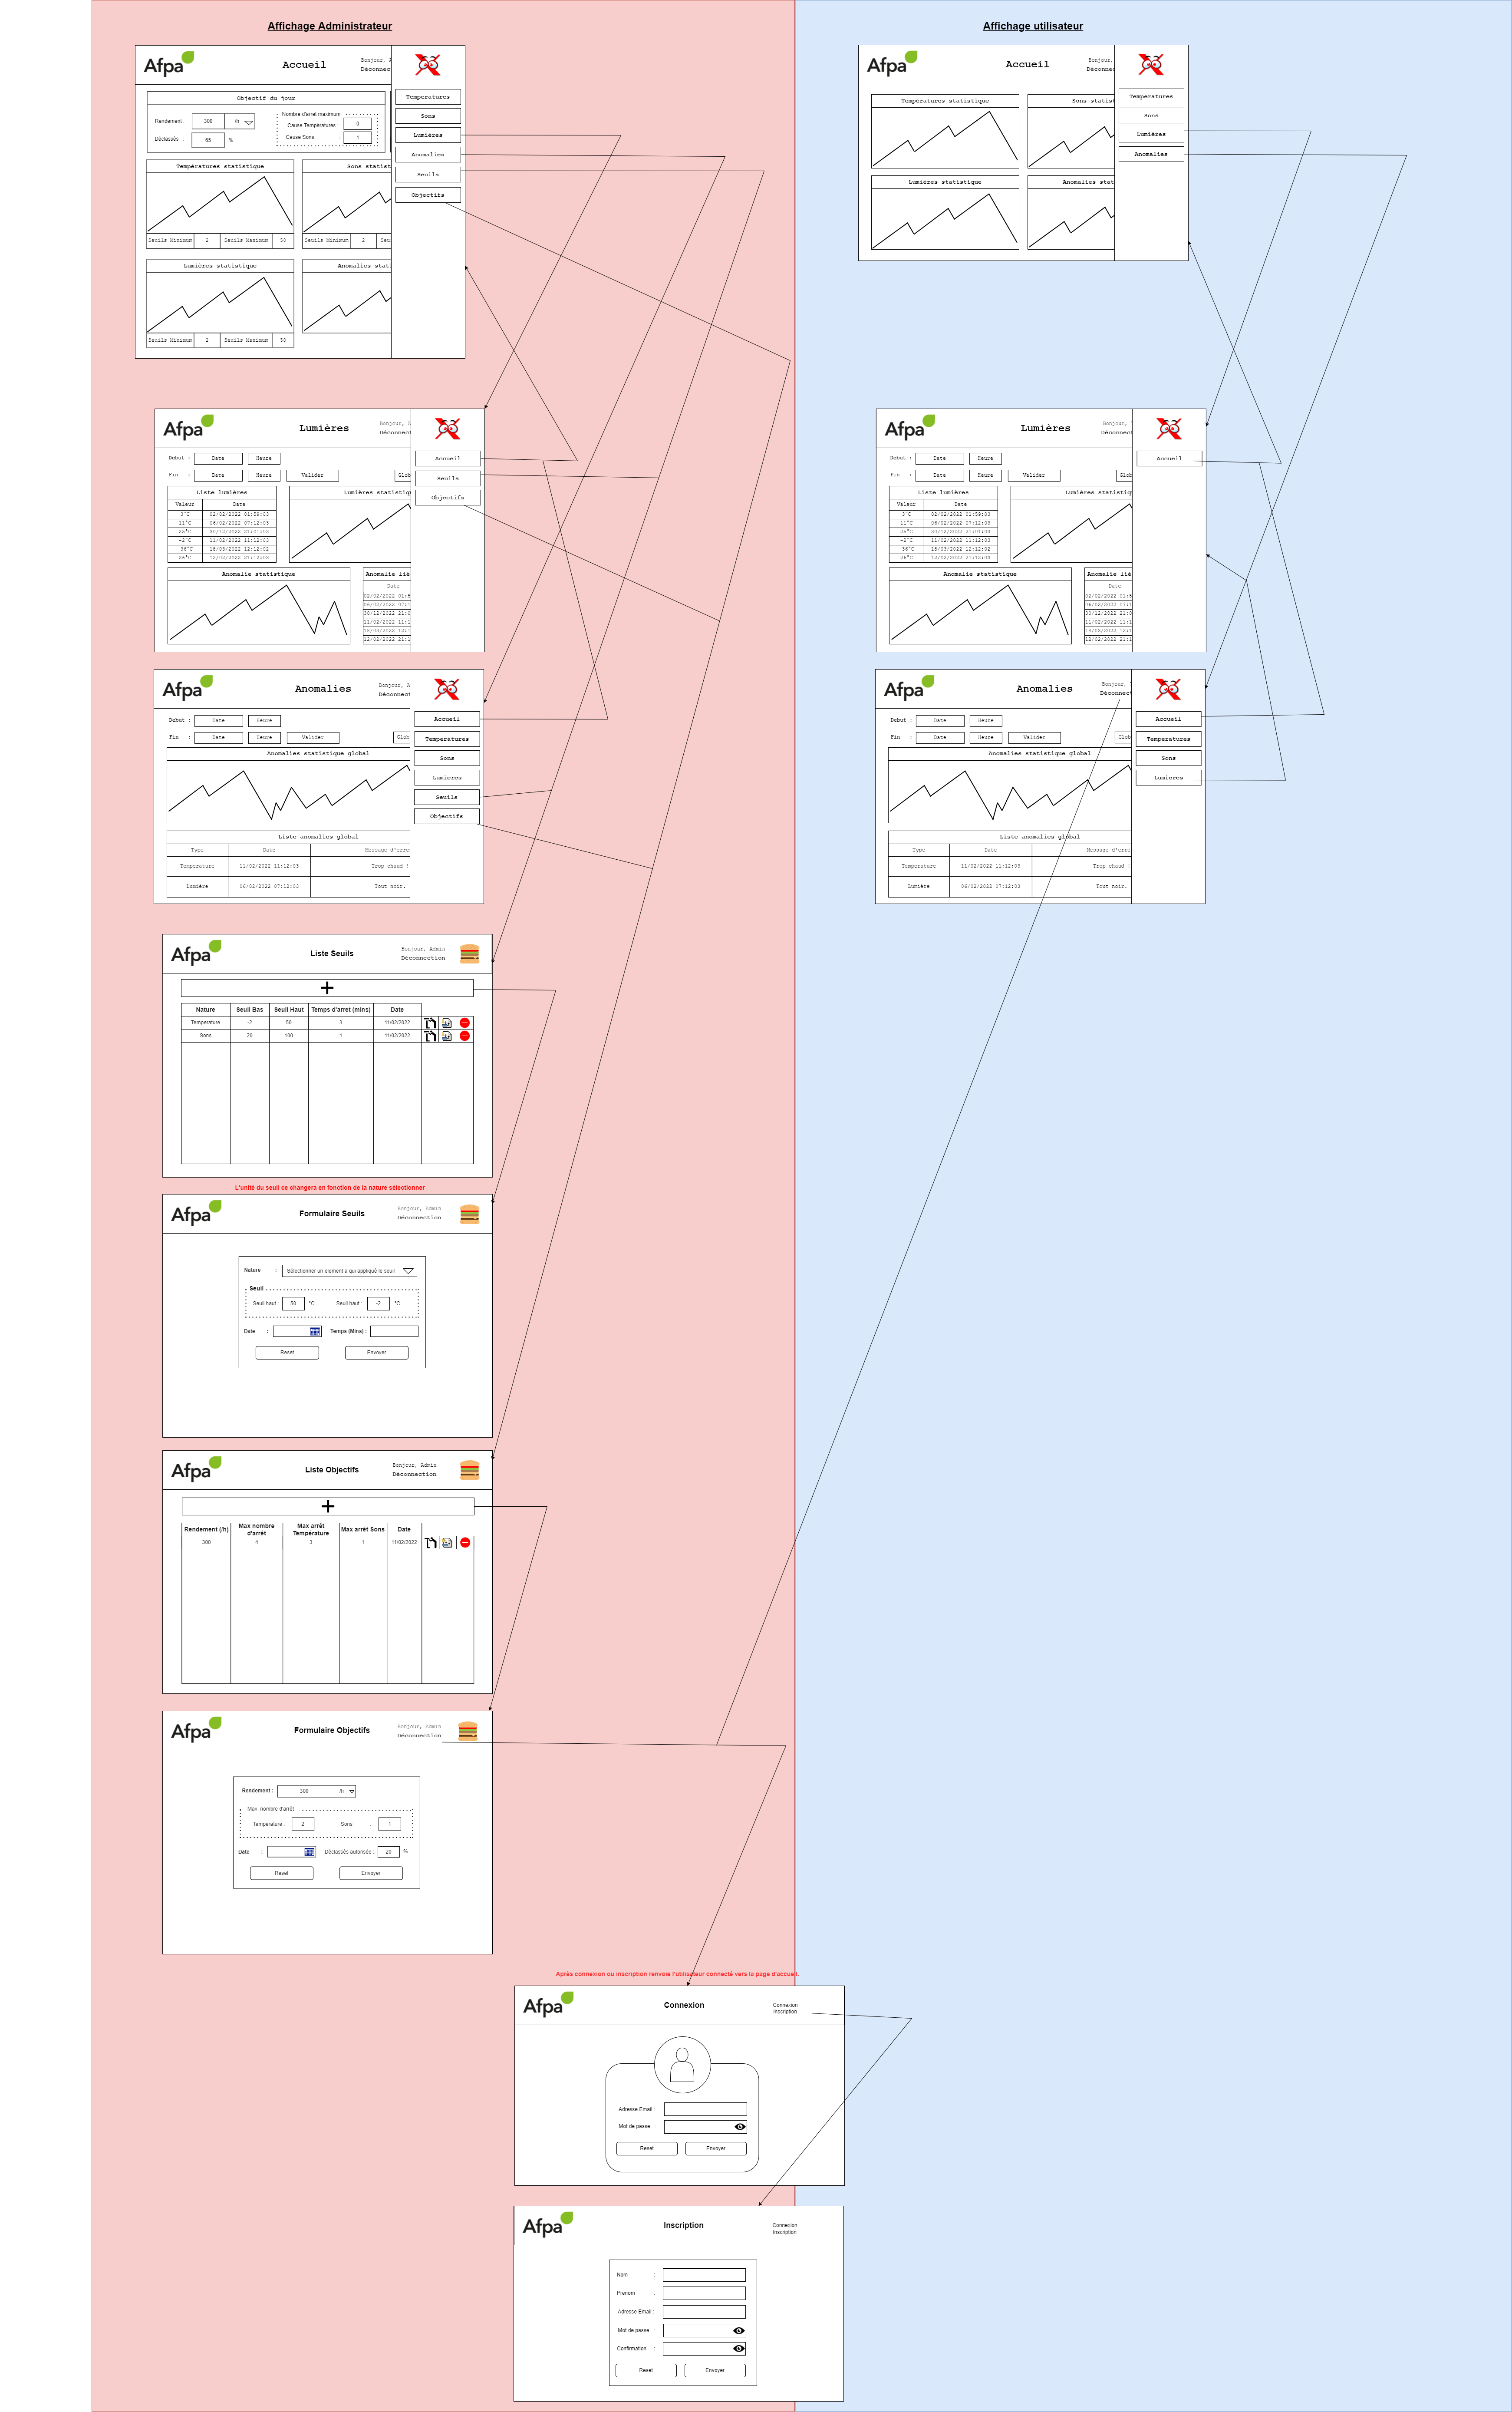 Affichage Administrateur
Afpa
Accueil
Bonjour, A
Déconnec
Objectif du jour
Rendement : 300 /h
Déclassés : 65 %
Nombre d'arret maximum
Cause Températures : 0
Cause Sons : 1
Températures statistique
Sons statist
Seuils Minimum 2 Seuils Maximum 50
Seuils Minimum 2 Seu
Lumières statistique
Anomalies stati
Seuils Minimum 2 Seuils Maximum 50
Temperatures
Sons
Lumières
Anomalies
Seuils
Objectifs
Affichage utilisateur
Afpa
Accueil
Bonjour,
Déconnec
Températures statistique
Sons statist
Lumières statistique
Anomalies stat
Temperatures
Sons
Lumières
Anomalies
Afpa
Lumières
Bonjour, A
Déconnect
Debut : Date Heure
Fin : Date Heure Valider Glob
Liste lumières
Valeur Date
3°C 02/02/2022 01:59:03
11°C 06/02/2022 07:12:03
25°C 30/12/2022 21:01:03
-2°C 11/02/2022 11:12:03
-36°C 18/03/2022 12:12:02
26°C 12/02/2022 21:12:03
Lumières statistiq
Anomalie statistique
Anomalie lié
Date
02/02/2022 01:5
06/02/2022 07:1
30/12/2022 21:0
11/02/2022 11:1
18/03/2022 12:1
12/02/2022 21:1
Accueil
Seuils
Objectifs
Afpa
Lumières
Bonjour,
Déconnec
Debut : Date Heure
Fin : Date Heure Valider Glob
Liste lumières
Valeur Date
3°C 02/02/2022 01:59:03
11°C 06/02/2022 07:12:03
25°C 30/12/2022 21:01:03
-2°C 11/02/2022 11:12:03
-36°C 18/03/2022 12:12:02
26°C 12/02/2022 21:12:03
Lumières statistiq
Anomalie statistique
Anomalie lié
Date
02/02/2022 01:5
06/02/2022 07:1
30/12/2022 21:0
11/02/2022 11:1
18/03/2022 12:1
12/02/2022 21:1
Accueil
Afpa
Anomalies
Bonjour, A
Déconnect
Debut : Date Heure
Fin : Date Heure Valider Glob
Anomalies statistique global
Liste anomalies global
Type Date Message d'erre
Temperature 11/02/2022 11:12:03 Trop chaud !
Lumière 06/02/2022 07:12:03 Tout noir.
Accueil
Temperatures
Sons
Lumieres
Seuils
Objectifs
Afpa
Anomalies
Bonjour,
Déconnect
Debut : Date Heure
Fin : Date Heure Valider Glob
Anomalies statistique global
Liste anomalies global
Type Date Message d'erre
Temperature 11/02/2022 11:12:03 Trop chaud !
Lumière 06/02/2022 07:12:03 Tout noir.
Accueil
Temperatures
Sons
Lumieres
Afpa
Liste Seuils
Bonjour, Admin
Déconnection
+
Nature Seuil Bas Seuil Haut Temps d'arret (mins) Date
Temperature -2 50 3 11/02/2022
Sons 20 100 1 11/02/2022
L'unité du seuil ce changera en fonction de la nature sélectionner
Afpa
Formulaire Seuils
Bonjour, Admin
Déconnection
Nature : Sélectionner un element a qui appliqué le seuil
Seuil
Seuil haut : 50 °C Seuil haut : -2 °C
Date : Temps (Mins) :
Reset Envoyer
Afpa
Liste Objectifs
Bonjour, Admin
Déconnection
+
Rendement (/h) Max nombre d'arrêt Max arrêt Température Max arrêt Sons Date
300 4 3 1 11/02/2022
Afpa
Formulaire Objectifs
Bonjour, Admin
Déconnection
Rendement : 300 /h
Max nombre d'arrêt
Temperature : 2 Sons : 1
Date : Déclassés autorisée : 20 %
Reset Envoyer
Après connexion ou inscription renvoie l'utilisateur connecté vers la page d'accueil.
Afpa
Connexion
Connexion
Inscription
Adresse Email :
Mot de passe :
Reset Envoyer
Afpa
Inscription
Connexion
Inscription
Nom :
Prenom :
Adresse Email :
Mot de passe :
Confirmation :
Reset Envoyer